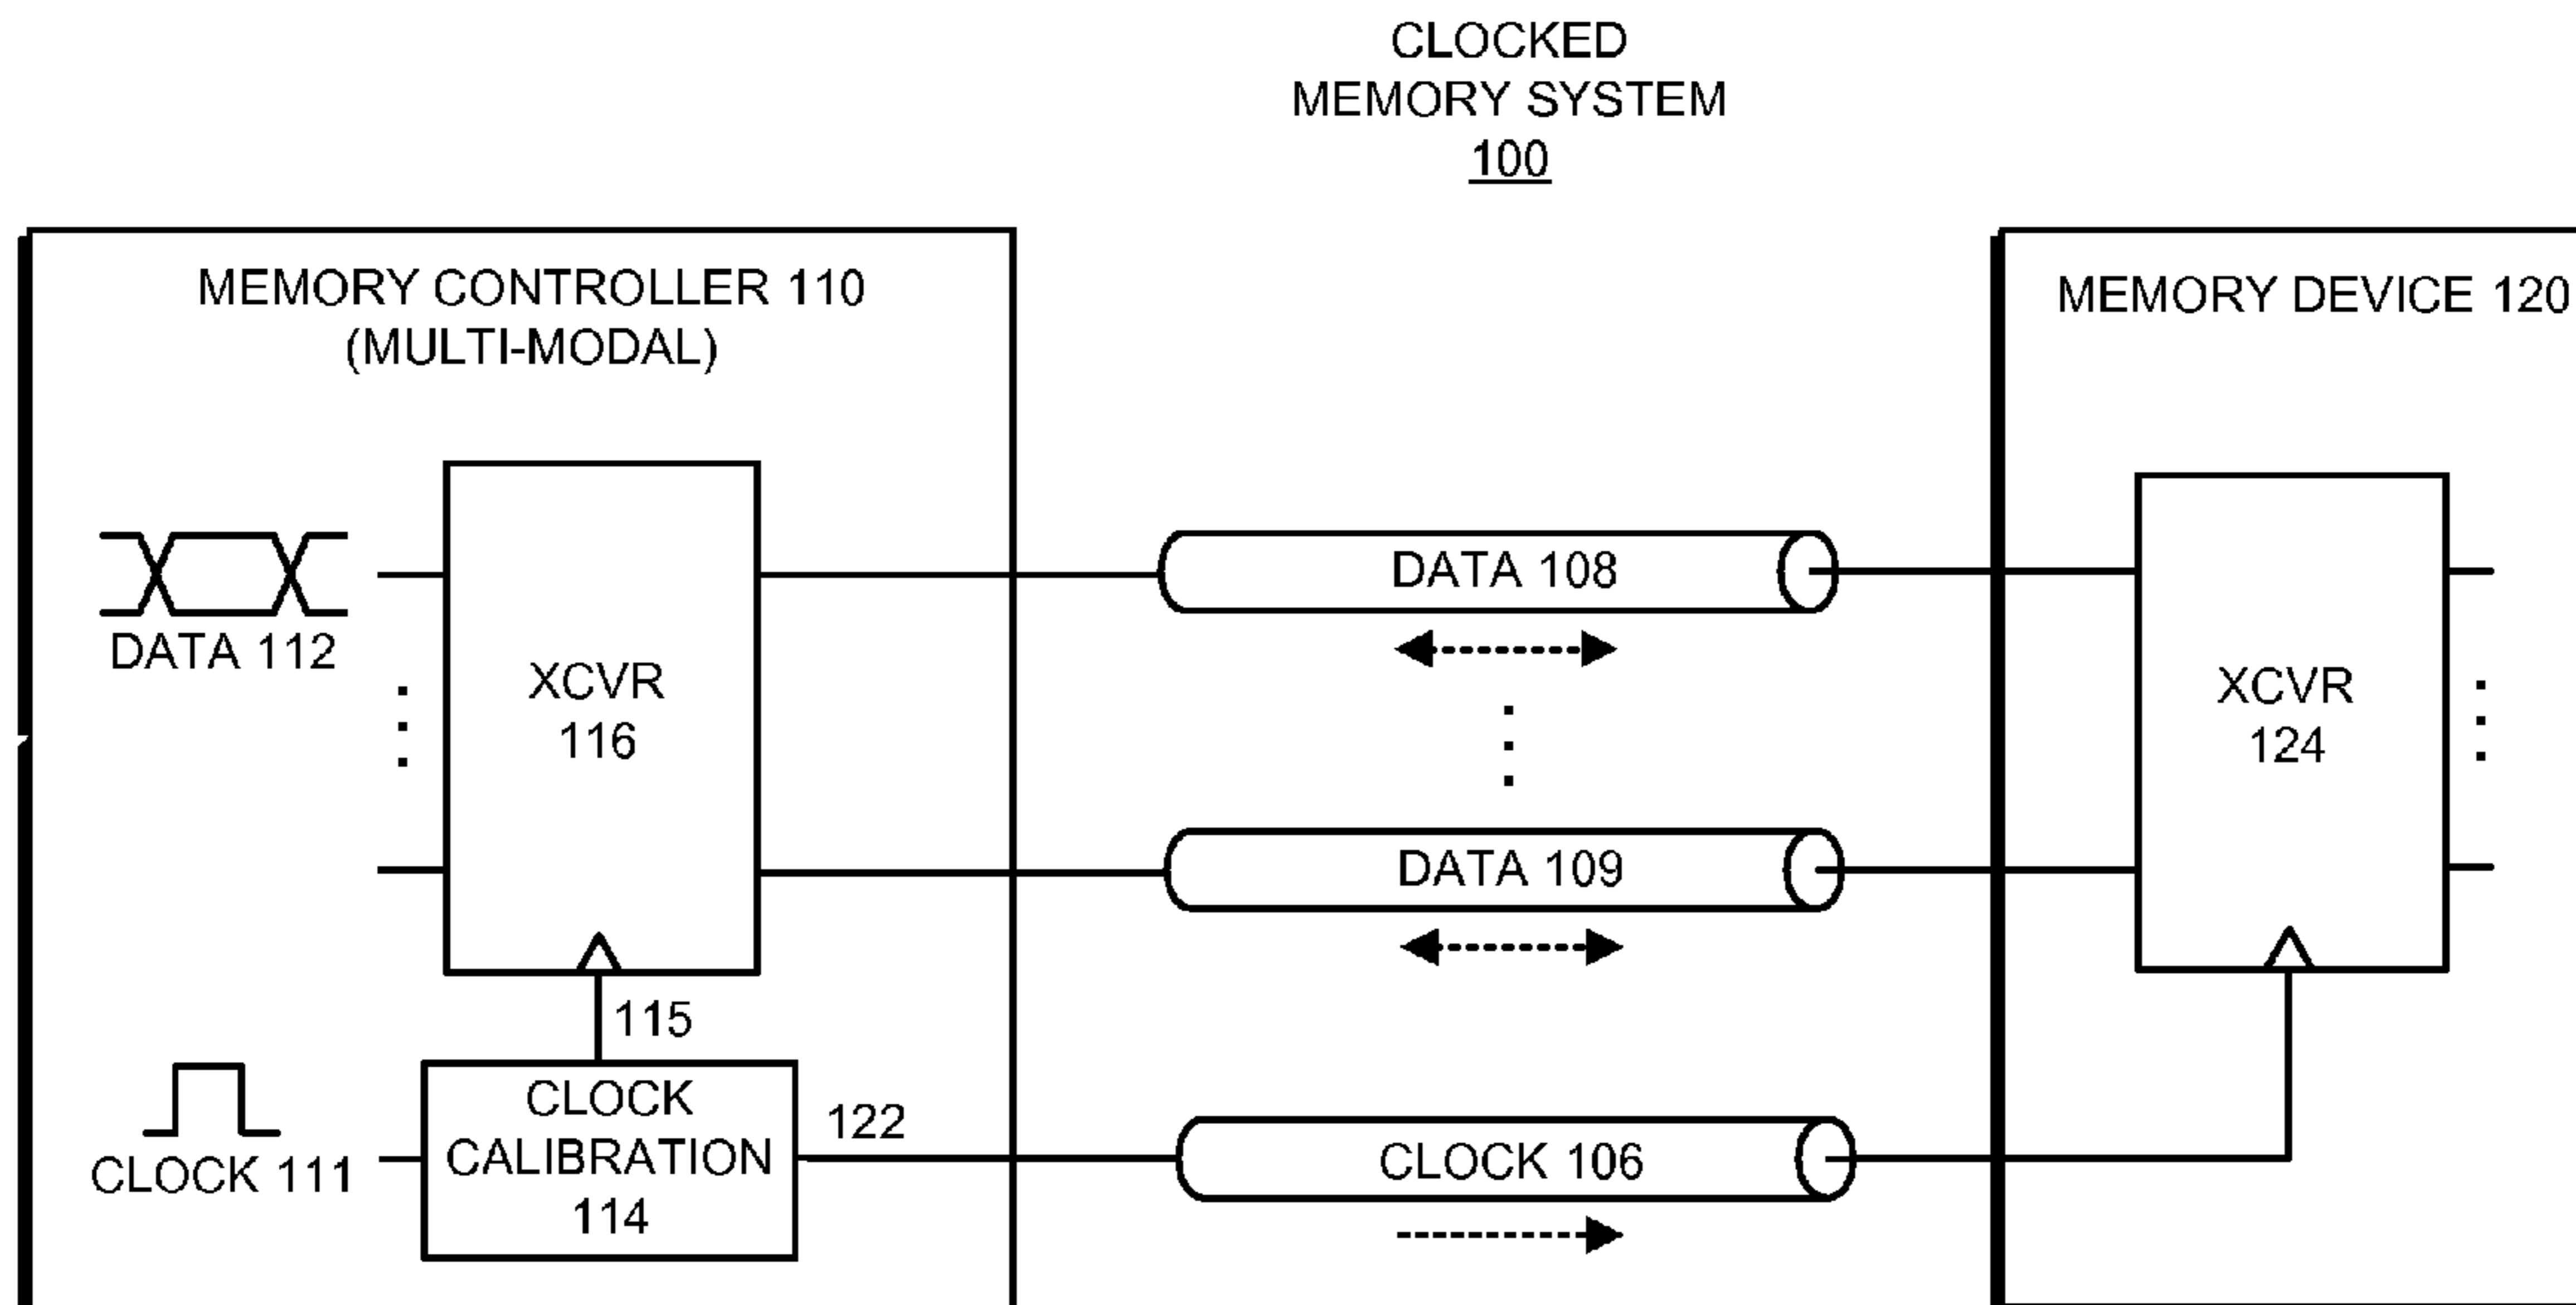 CLOCKED
MEMORY SYSTEM
100
MEMORY CONTROLLER 110
(MULTI-MODAL)
MEMORY DEVICE 120
DATA 112
XCVR
116
DATA 108
XCVR
124
DATA 109
115
CLOCK 111
CLOCK
CALIBRATION
114
122
CLOCK 106